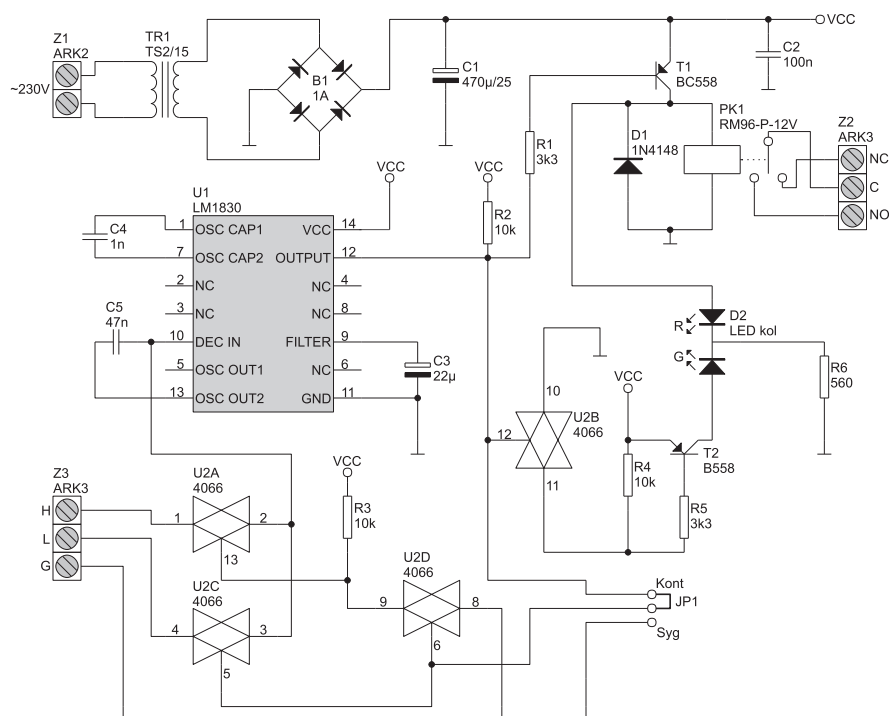 Z1
ARK2
~230V
TR1
TS2/15
B1
1A
C1
470µ/25
T1
BC558
VCC
C2
100n
R1
3k3
D1
1N4148
PK1
RM96-P-12V
Z2
ARK3
NC
C
NO
U1
LM1830
VCC
VCC
R2
10k
C4
1n
1 OSC CAP1 VCC 14
7 OSC CAP2 OUTPUT 12
2 NC NC 4
3 NC NC 8
10 DEC IN FILTER 9
5 OSC OUT1 NC 6
13 OSC OUT2 GND 11
C5
47n
C3
22µ
R
G
D2
LED kol
R6
560
10
12
11
U2B
4066
VCC
R4
10k
T2
B558
R5
3k3
Z3
ARK3
H
L
G
U2A
4066
1 2
13
VCC
R3
10k
U2C
4066
4 3
5
U2D
4066
9 8
6
Kont
JP1
Syg